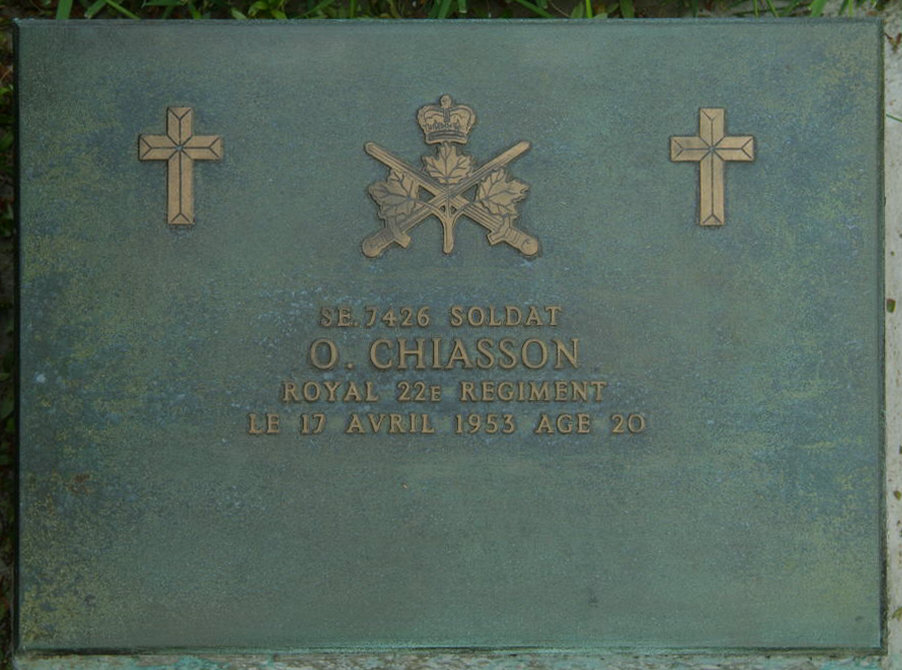 SE.7426 SOLDAT
O. CHIASSON
ROYAL 22E REGIMENT
LE 17 AVRIL 1953 AGE 20